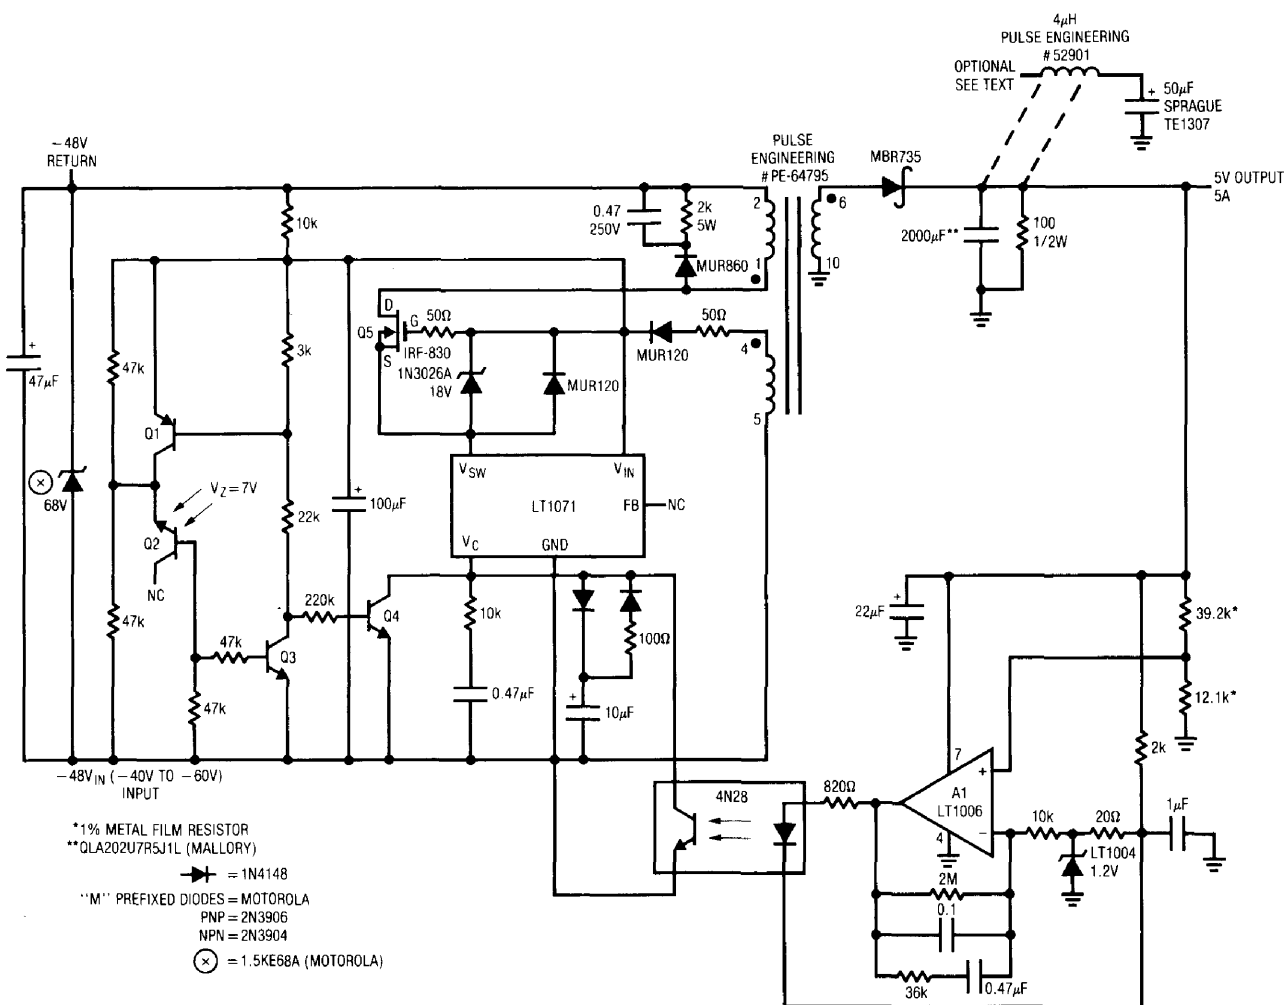 4μH
PULSE ENGINEERING
#52901
OPTIONAL
SEE TEXT
+
50μF
SPRAGUE
TE1307
−48V
RETURN
PULSE
ENGINEERING
#PE-64795
MBR735
5V OUTPUT
5A
10k
0.47
250V
2k
5W
2
6
2000μF**
100
1/2W
MUR860
1
10
D
G
50Ω
50Ω
Q5
S
IRF-830
1N3026A
18V
MUR120
MUR120
4
5
+
47μF
47k
3k
Q1
68V
VZ=7V
22k
+
100μF
VSW
VIN
LT1071
FB
NC
VC
GND
Q2
NC
47k
220k
Q4
10k
100Ω
22μF
+
39.2k*
47k
Q3
47k
0.47μF
+
10μF
12.1k*
2k
−48VIN (−40V TO −60V)
INPUT
7
+
A1
LT1006
4
−
4N28
820Ω
10k
20Ω
1μF
LT1004
1.2V
2M
0.1
36k
0.47μF
*1% METAL FILM RESISTOR
**QLA202U7R5J1L (MALLORY)
= 1N4148
"M" PREFIXED DIODES = MOTOROLA
PNP = 2N3906
NPN = 2N3904
× = 1.5KE68A (MOTOROLA)